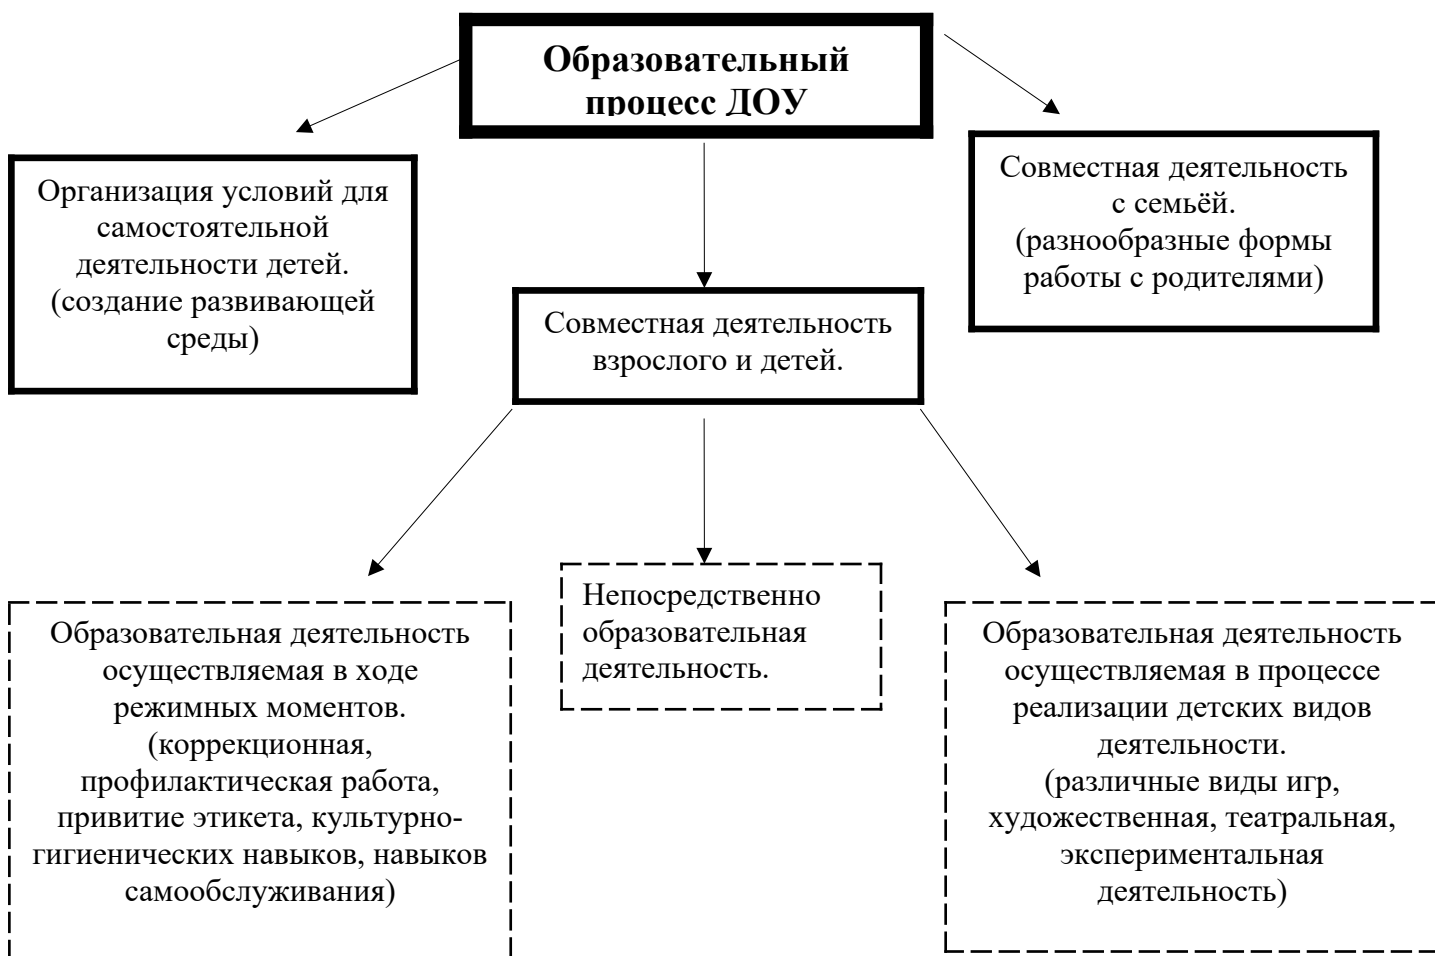 Образовательный
процесс ДОУ
Организация условий для
самостоятельной
деятельности детей.
(создание развивающей
среды)
Совместная деятельность
с семьёй.
(разнообразные формы
работы с родителями)
Совместная деятельность
взрослого и детей.
Образовательная деятельность
осуществляемая в ходе
режимных моментов.
(коррекционная,
профилактическая работа,
привитие этикета, культурно-
гигиенических навыков, навыков
самообслуживания)
Непосредственно
образовательная
деятельность.
Образовательная деятельность
осуществляемая в процессе
реализации детских видов
деятельности.
(различные виды игр,
художественная, театральная,
экспериментальная
деятельность)